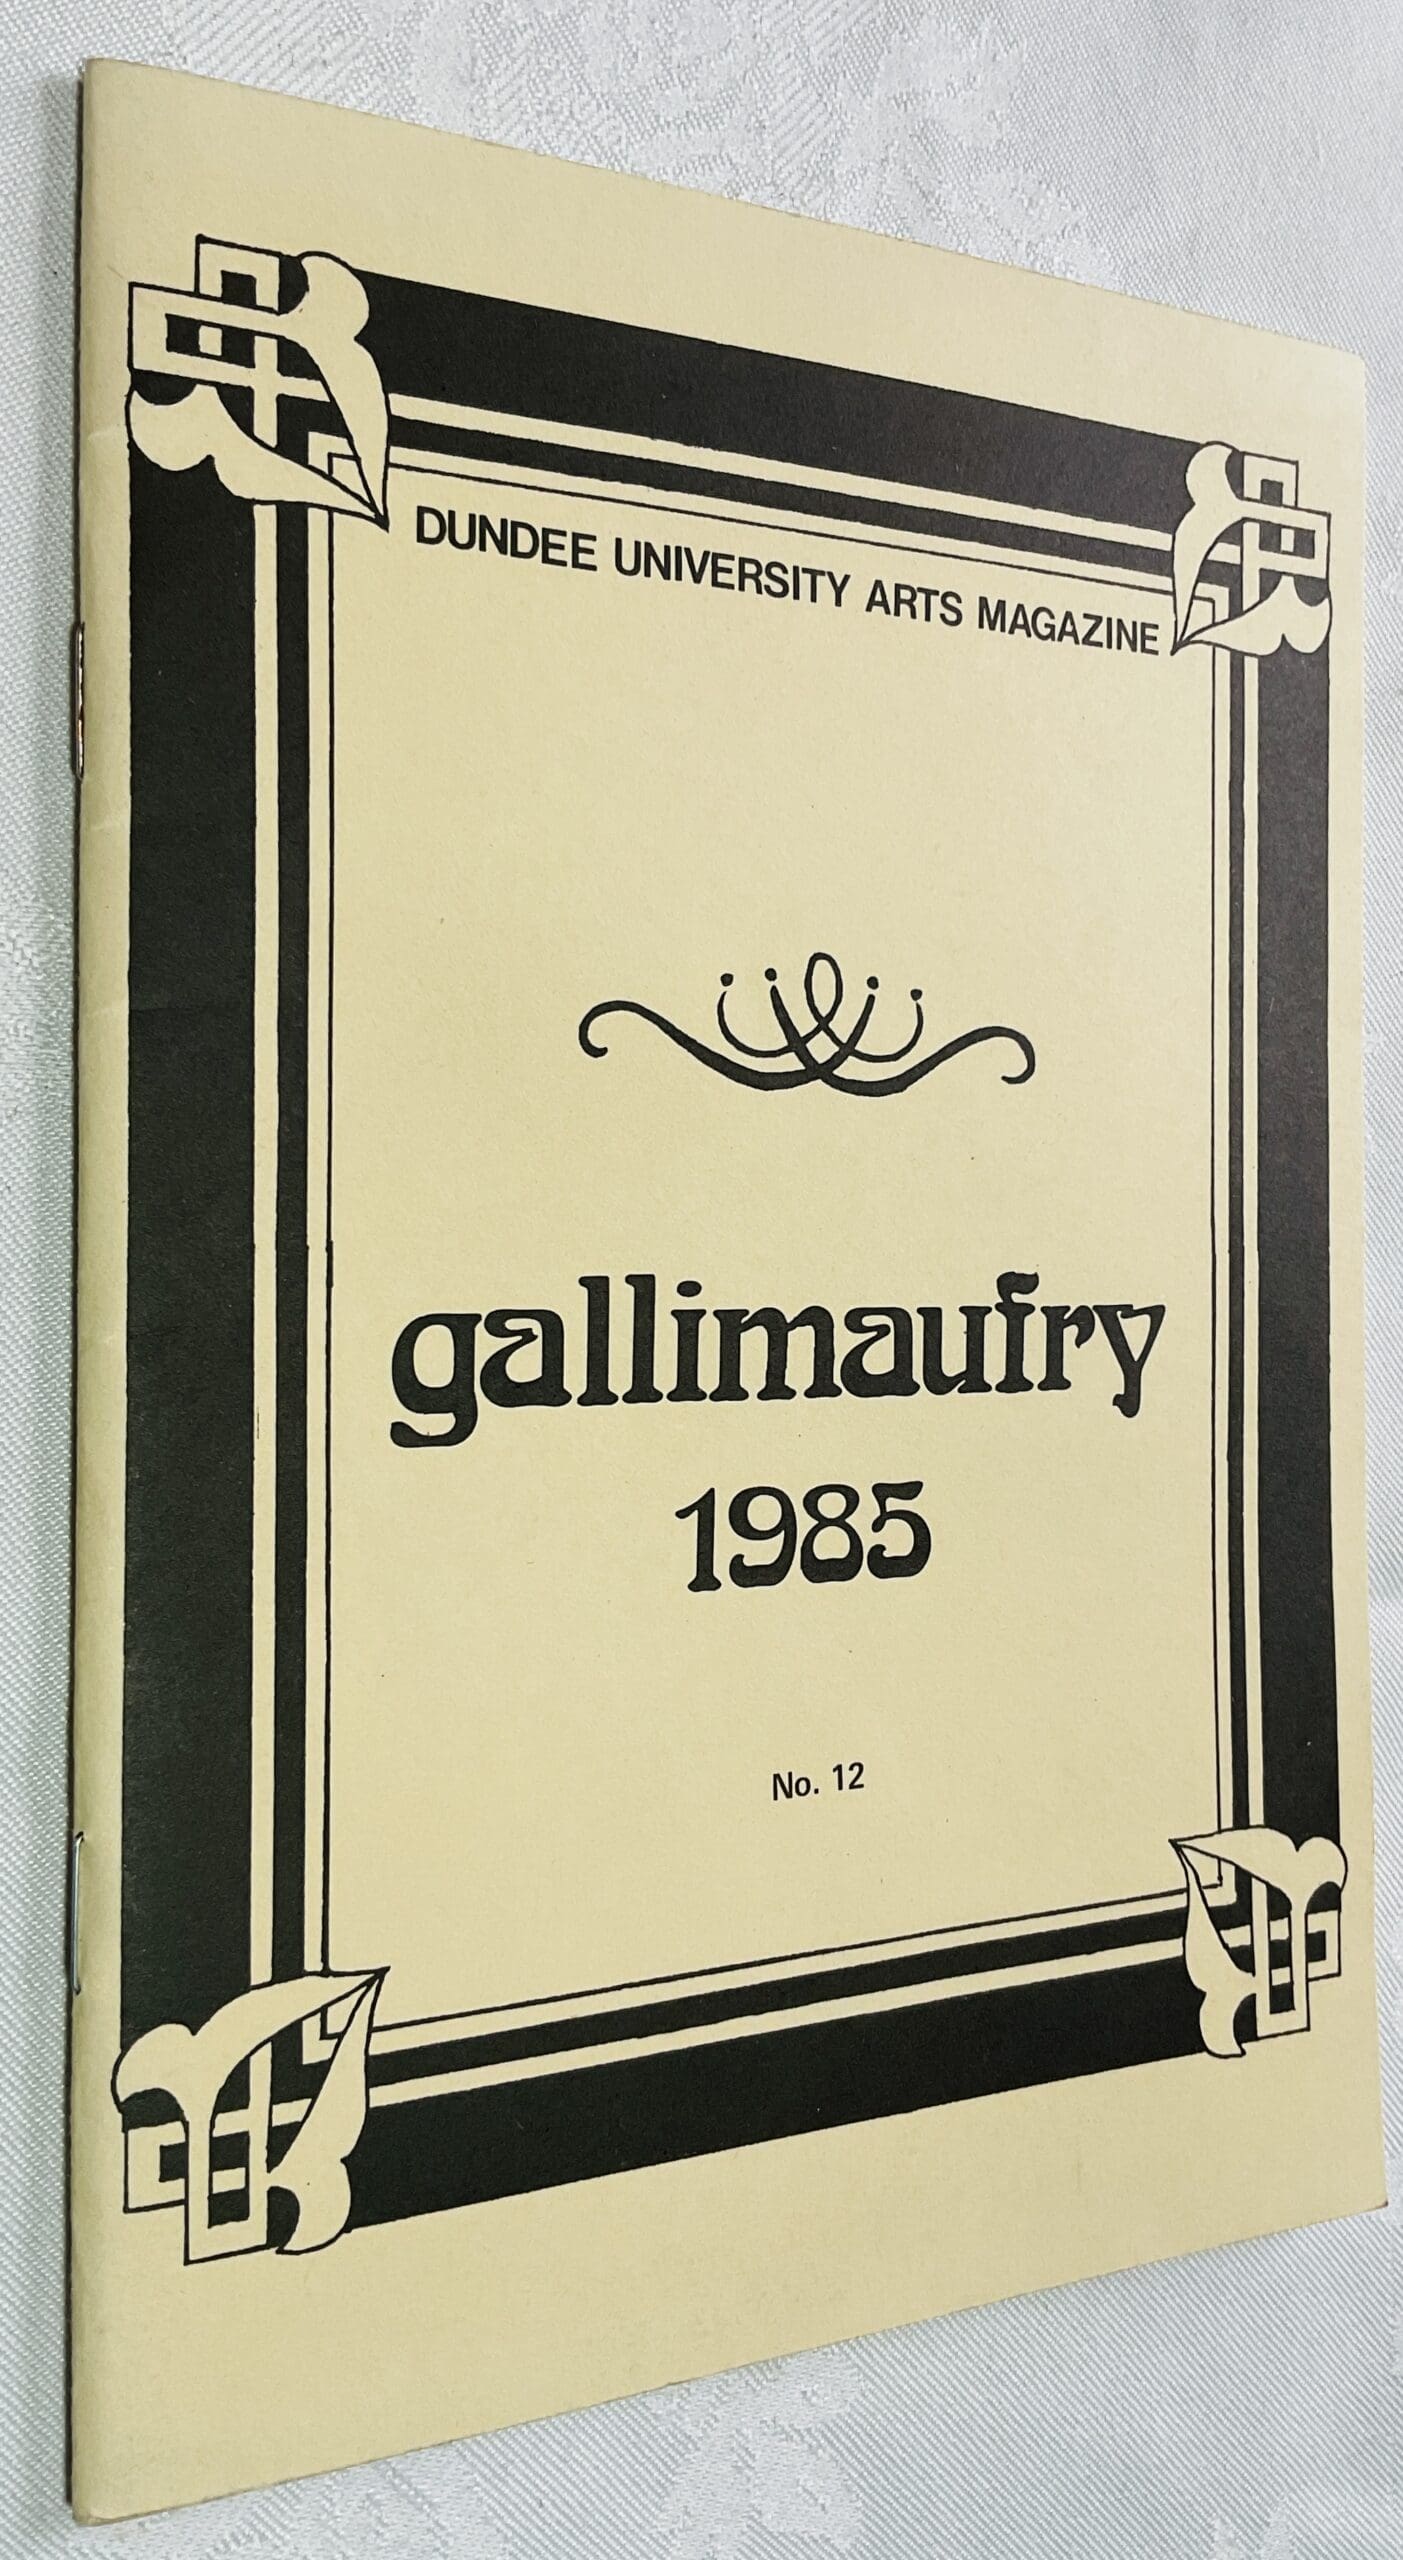 DUNDEE UNIVERSITY ARTS MAGAZINE
gallimaufry
1985
No. 12